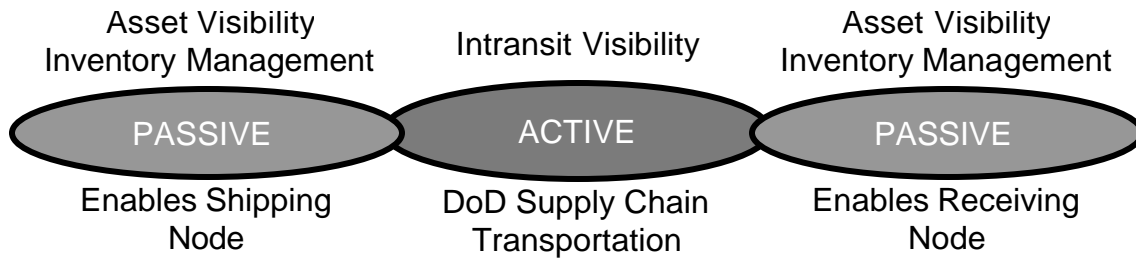 Asset Visibility
Inventory Management
PASSIVE
Enables Shipping
Node
Intransit Visibility
ACTIVE
DoD Supply Chain
Transportation
Asset Visibility
Inventory Management
PASSIVE
Enables Receiving
Node